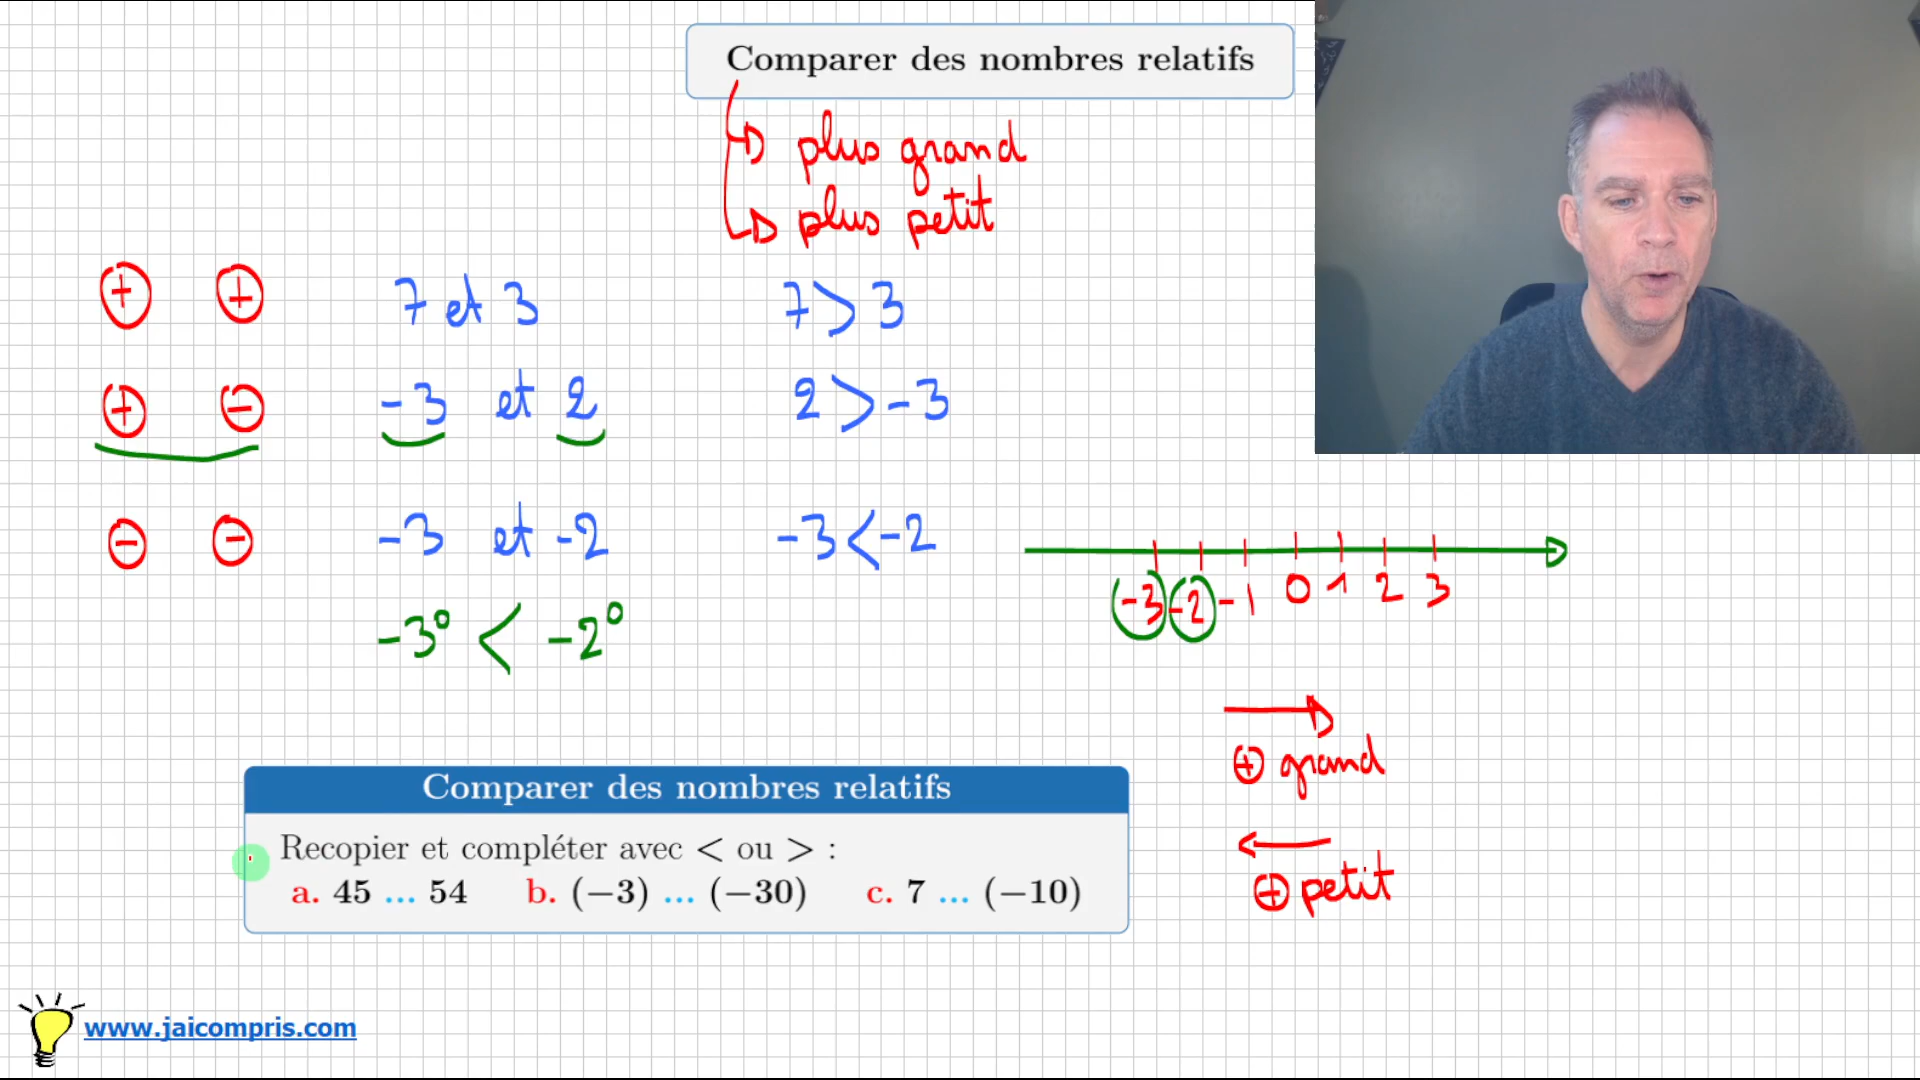 Comparer des nombres relatifs
plus grand
plus petit
+ + 7 et 3 7 > 3
+ - -3 et 2 2 > -3
- - -3 et -2 -3 < -2
-3 -2 -1 0 1 2 3
-3° < -2°
+ grand
+ petit
Comparer des nombres relatifs
Recopier et compléter avec < ou > :
a. 45 ... 54 b. (−3) ... (−30) c. 7 ... (−10)
www.jaicompris.com